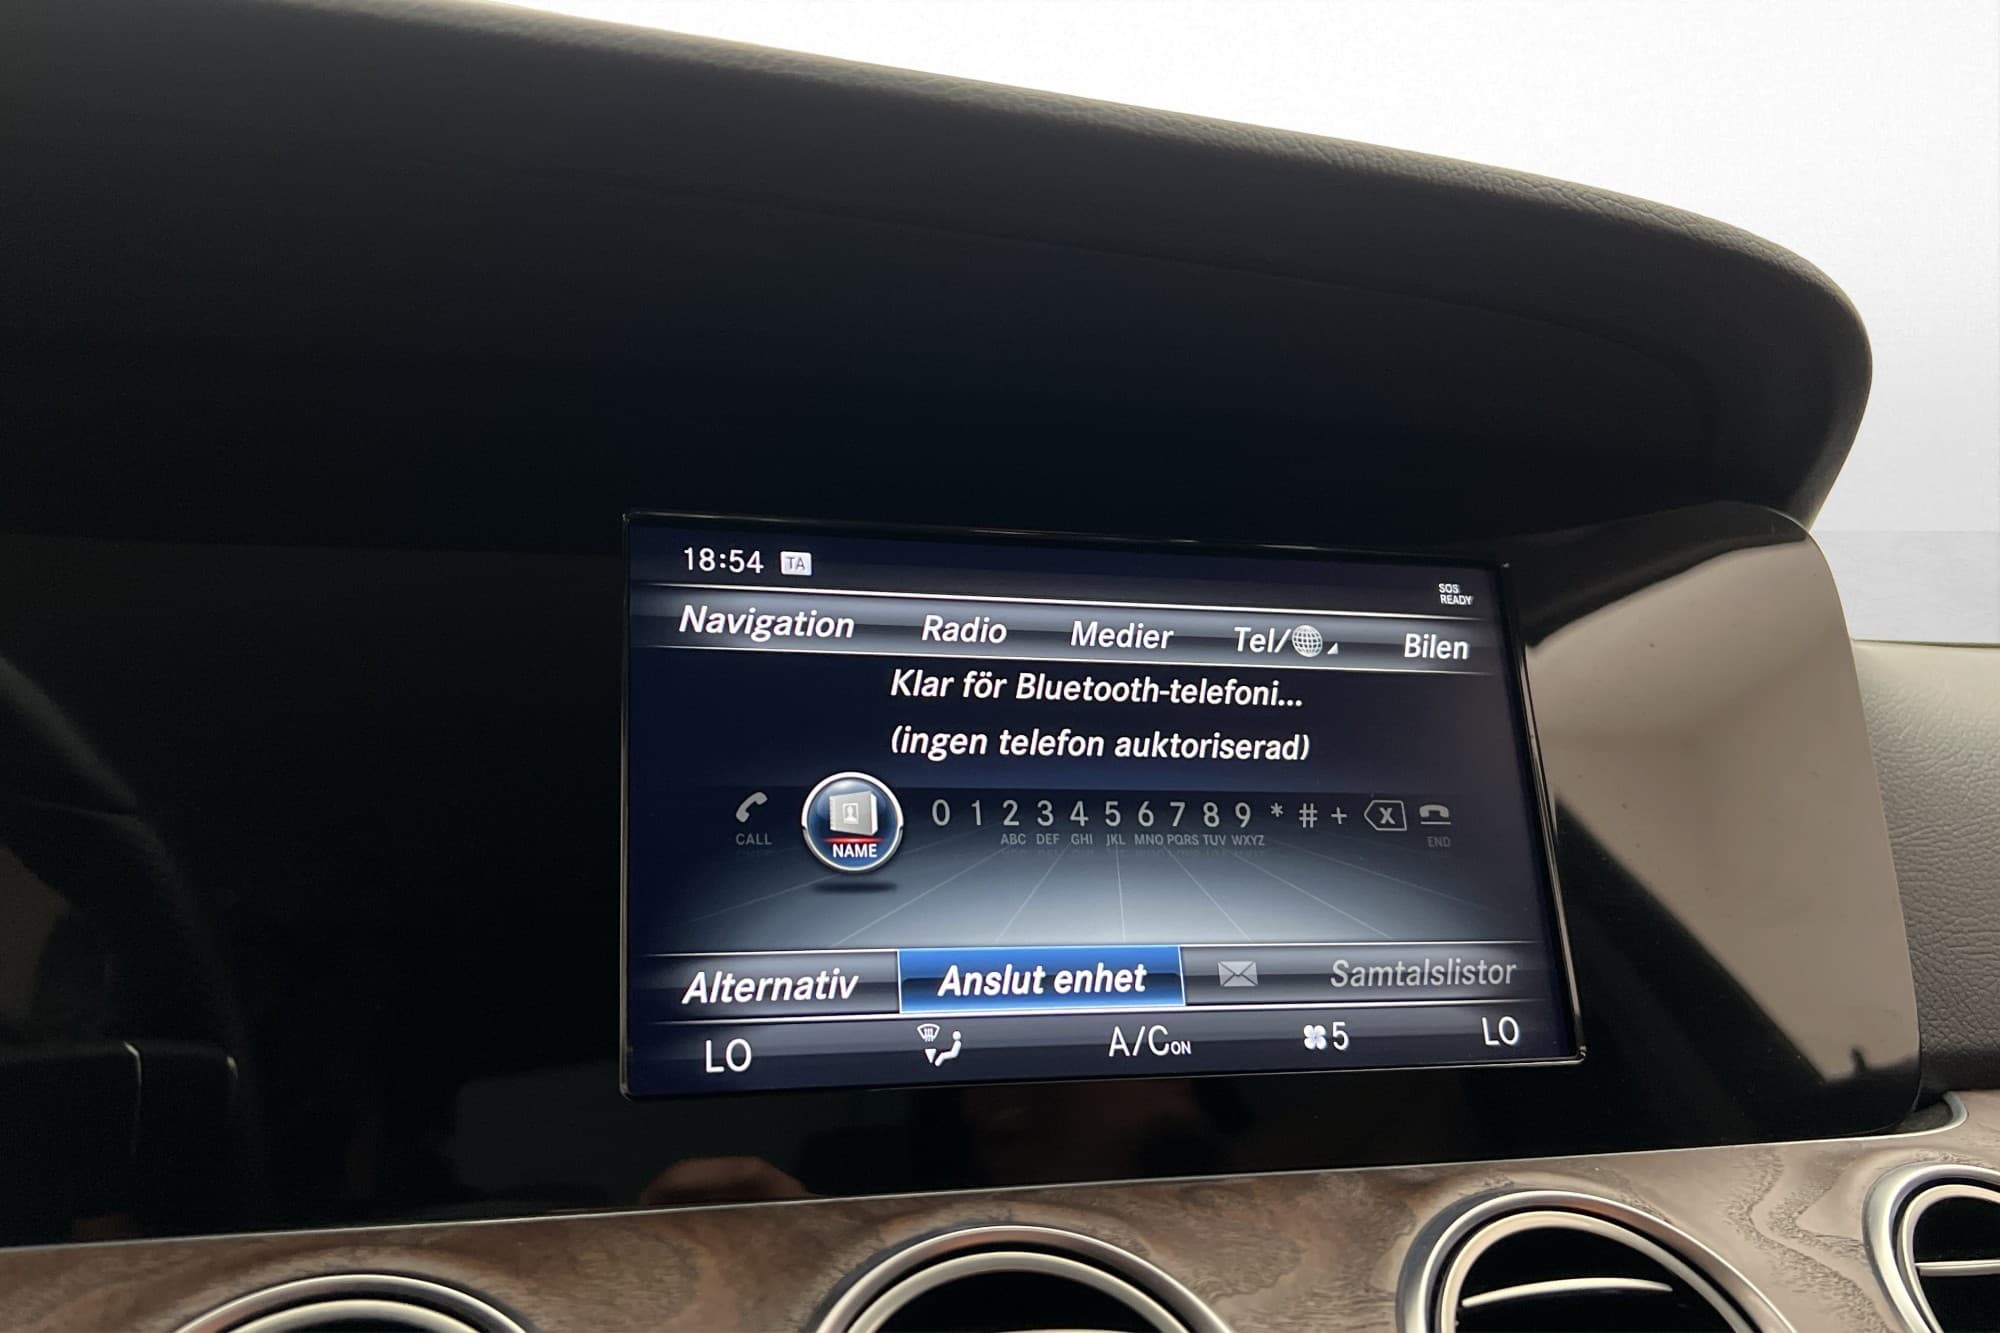 18:54 TA
SOS
READY
Navigation Radio Medier Tel/ Bilen
Klar för Bluetooth-telefoni...
(ingen telefon auktoriserad)
0 1 2 3 4 5 6 7 8 9 * # + X
CALL NAME ABC DEF GHI JKL MNO PQRS TUV WXYZ END
Alternativ Anslut enhet Samtalslistor
LO A/C ON 5 LO